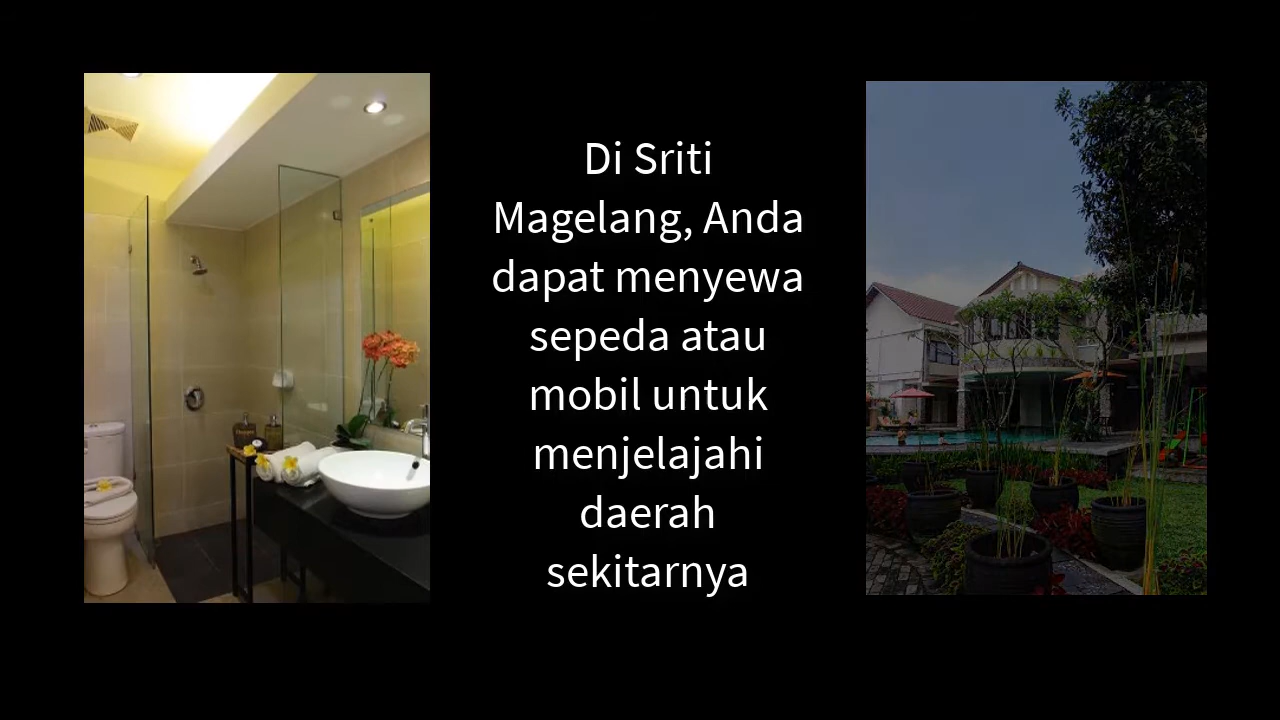 Di Sriti
Magelang, Anda
dapat menyewa
sepeda atau
mobil untuk
menjelajahi
daerah
sekitarnya